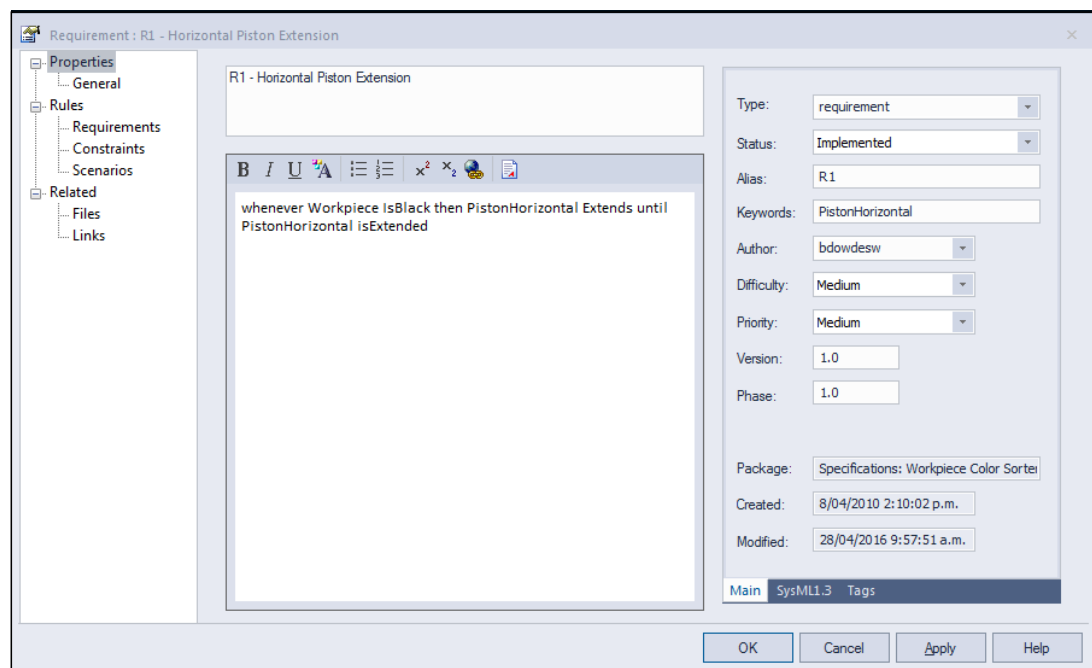 Requirement : R1 - Horizontal Piston Extension
Properties
General
Rules
Requirements
Constraints
Scenarios
Related
Files
Links
R1 - Horizontal Piston Extension
B I U A x² x₂
whenever Workpiece IsBlack then PistonHorizontal Extends until
PistonHorizontal isExtended
Type: requirement
Status: Implemented
Alias: R1
Keywords: PistonHorizontal
Author: bdowdesw
Difficulty: Medium
Priority: Medium
Version: 1.0
Phase: 1.0
Package: Specifications: Workpiece Color Sorter
Created: 8/04/2010 2:10:02 p.m.
Modified: 28/04/2016 9:57:51 a.m.
Main SysML1.3 Tags
OK Cancel Apply Help